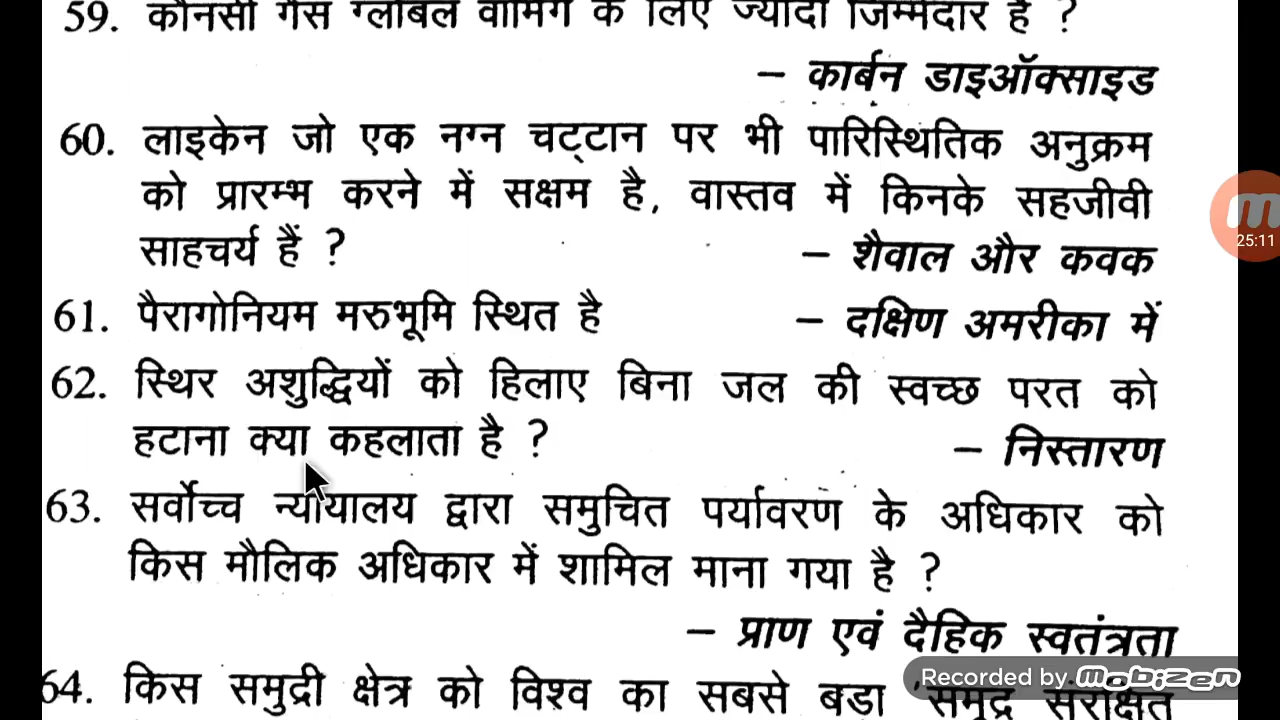 59. कौनसी गैस ग्लोबल वार्मिंग के लिए ज्यादा जिम्मेदार है ?
– कार्बन डाइऑक्साइड
60. लाइकेन जो एक नग्न चट्टान पर भी पारिस्थितिक अनुक्रम
को प्रारम्भ करने में सक्षम है, वास्तव में किनके सहजीवी
साहचर्य हैं ?
– शैवाल और कवक
61. पैरागोनियम मरुभूमि स्थित है – दक्षिण अमरीका में
62. स्थिर अशुद्धियों को हिलाए बिना जल की स्वच्छ परत को
हटाना क्या कहलाता है ?
– निस्तारण
63. सर्वोच्च न्यायालय द्वारा समुचित पर्यावरण के अधिकार को
किस मौलिक अधिकार में शामिल माना गया है ?
– प्राण एवं दैहिक स्वतंत्रता
64. किस समुद्री क्षेत्र को विश्व का सबसे बडा 'समुद्र संरक्षित
25:11
Recorded by mobizen